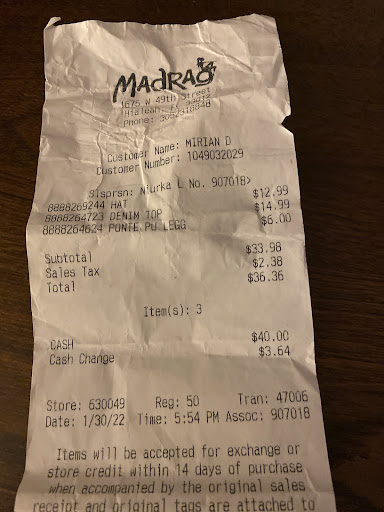 MADRAG
1675 W 49th Street
Hialeah, FL 33012
Phone:
Customer Name: MIRIAN D
Customer Number: 1049032029
Slsprsn: Niurka L No. 907018>
8888269244 HAT $12.99
8888264723 DENIM TOP $14.99
8888264624 PONTE PU LEGG $6.00
Subtotal $33.98
Sales Tax $2.38
Total $36.36
Item(s): 3
CASH $40.00
Cash Change $3.64
Store: 630049 Reg: 50 Tran: 47006
Date: 1/30/22 Time: 5:54 PM Assoc: 907018
Items will be accepted for exchange or
store credit within 14 days of purchase
when accompanied by the original sales
receipt and original tags are attached to